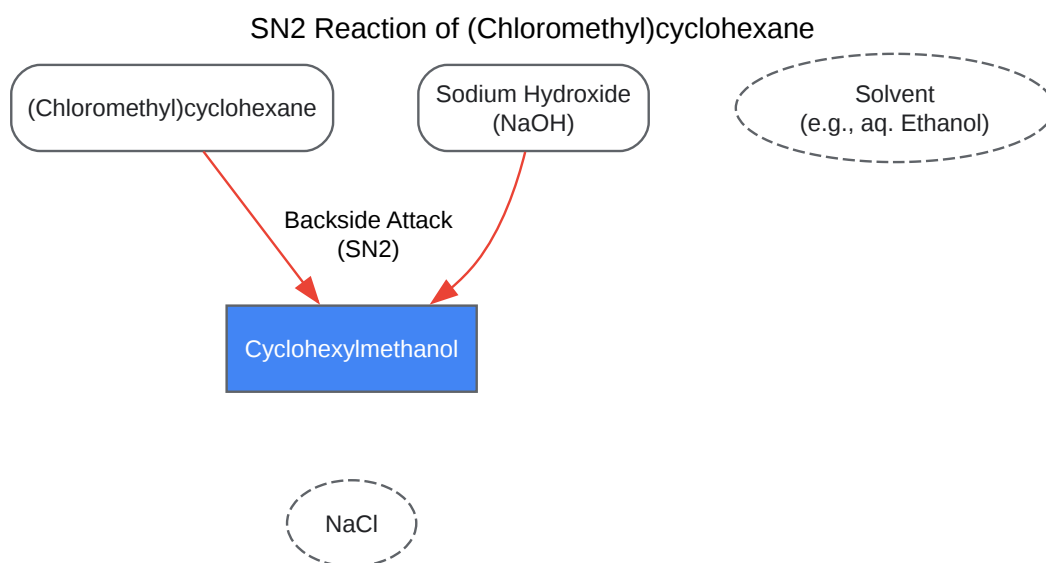 SN2 Reaction of (Chloromethyl)cyclohexane
(Chloromethyl)cyclohexane
Sodium Hydroxide
(NaOH)
Solvent
(e.g., aq. Ethanol)
Backside Attack
(SN2)
Cyclohexylmethanol
NaCl